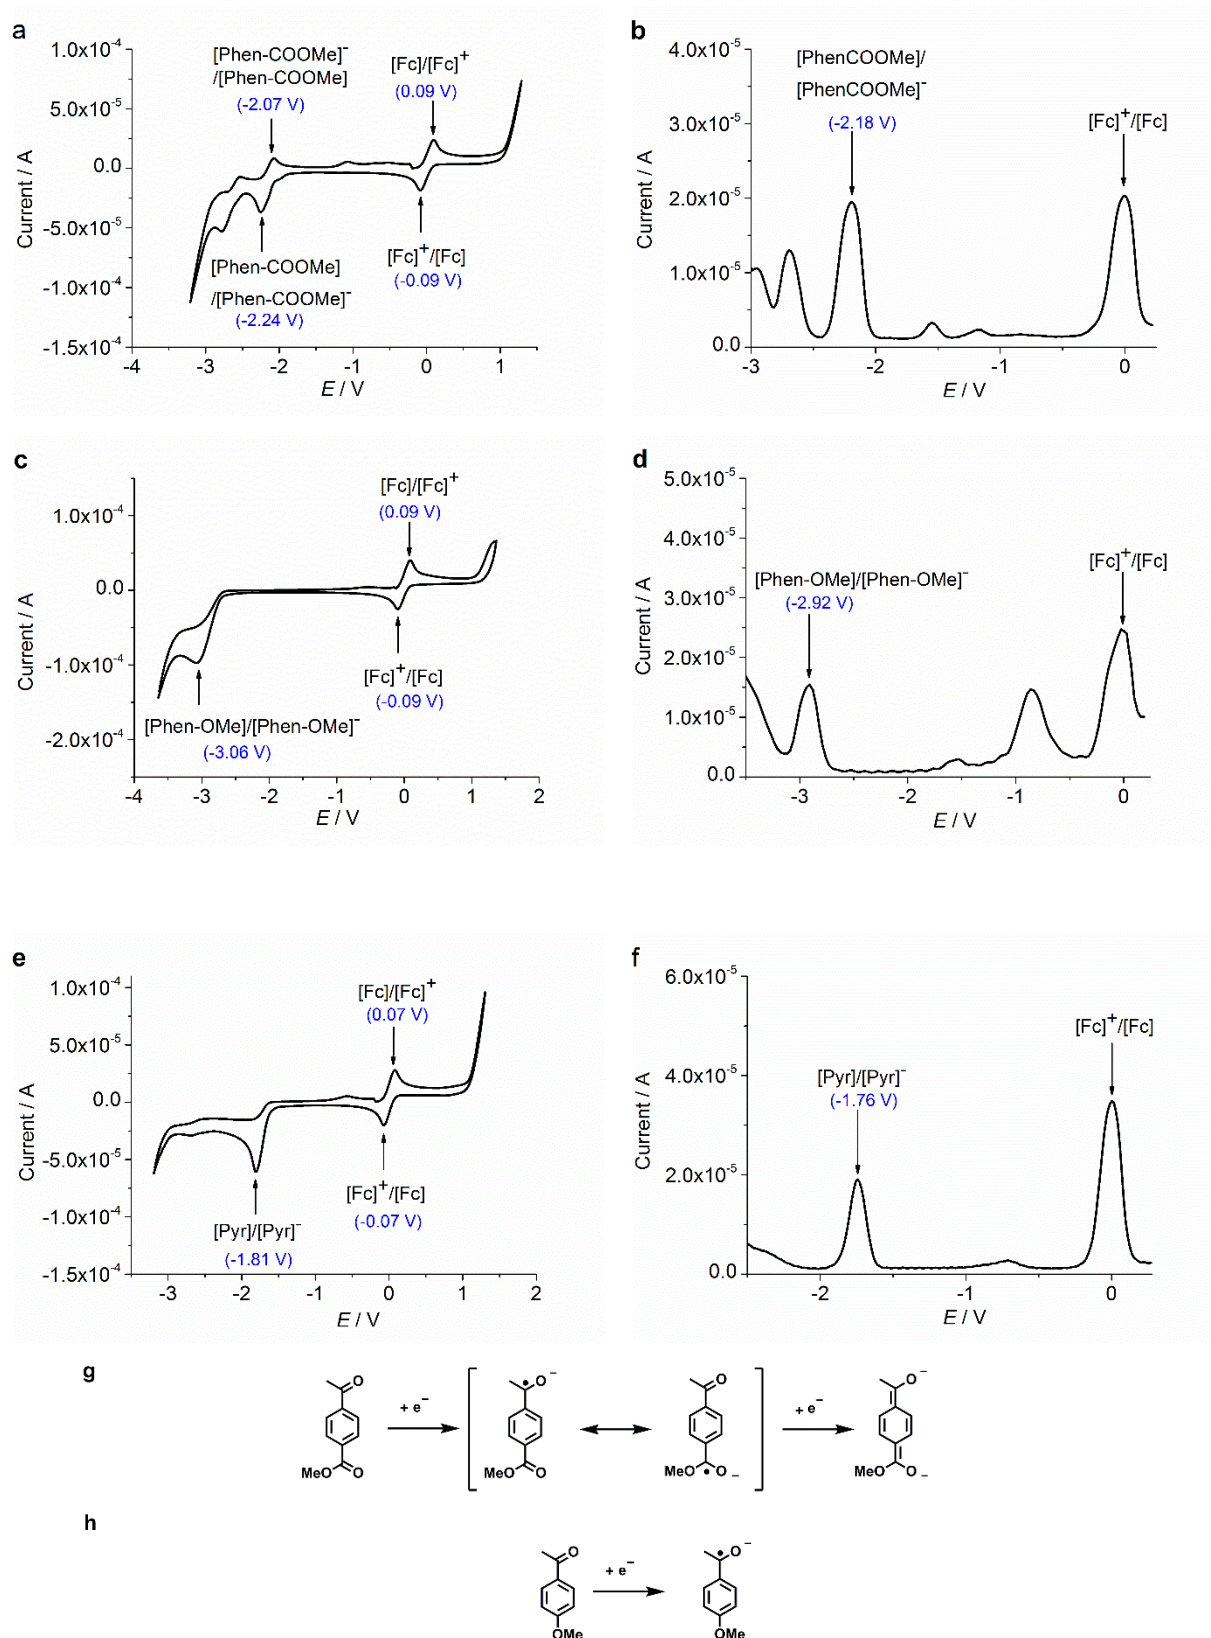 a
[Phen-COOMe]⁻
/[Phen-COOMe]
(-2.07 V)
[Fc]/[Fc]⁺
(0.09 V)
1.0x10⁻⁴
5.0x10⁻⁵
0.0
-5.0x10⁻⁵
-1.0x10⁻⁴
-1.5x10⁻⁴
Current / A
[Phen-COOMe]
/[Phen-COOMe]⁻
(-2.24 V)
[Fc]⁺/[Fc]
(-0.09 V)
-4 -3 -2 -1 0 1 2
E / V
b
[PhenCOOMe]/
[PhenCOOMe]⁻
(-2.18 V)
[Fc]⁺/[Fc]
4.0x10⁻⁵
3.0x10⁻⁵
2.0x10⁻⁵
1.0x10⁻⁵
0.0
Current / A
-3 -2 -1 0
E / V
c
[Fc]/[Fc]⁺
(0.09 V)
1.0x10⁻⁴
0.0
-1.0x10⁻⁴
-2.0x10⁻⁴
Current / A
[Fc]⁺/[Fc]
(-0.09 V)
[Phen-OMe]/[Phen-OMe]⁻
(-3.06 V)
-4 -3 -2 -1 0 1 2
E / V
d
[Phen-OMe]/[Phen-OMe]⁻
(-2.92 V)
[Fc]⁺/[Fc]
5.0x10⁻⁵
4.0x10⁻⁵
3.0x10⁻⁵
2.0x10⁻⁵
1.0x10⁻⁵
0.0
Current / A
-3 -2 -1 0
E / V
e
[Fc]/[Fc]⁺
(0.07 V)
1.0x10⁻⁴
5.0x10⁻⁵
0.0
-5.0x10⁻⁵
-1.0x10⁻⁴
-1.5x10⁻⁴
Current / A
[Fc]⁺/[Fc]
(-0.07 V)
[Pyr]/[Pyr]⁻
(-1.81 V)
-3 -2 -1 0 1 2
E / V
f
[Fc]⁺/[Fc]
[Pyr]/[Pyr]⁻
(-1.76 V)
6.0x10⁻⁵
4.0x10⁻⁵
2.0x10⁻⁵
0.0
Current / A
-2 -1 0
E / V
g
O
MeO O
+ e⁻
O⁻
MeO O
O
MeO O⁻
+ e⁻
O⁻
MeO O⁻
h
O
OMe
+ e⁻
O⁻
OMe